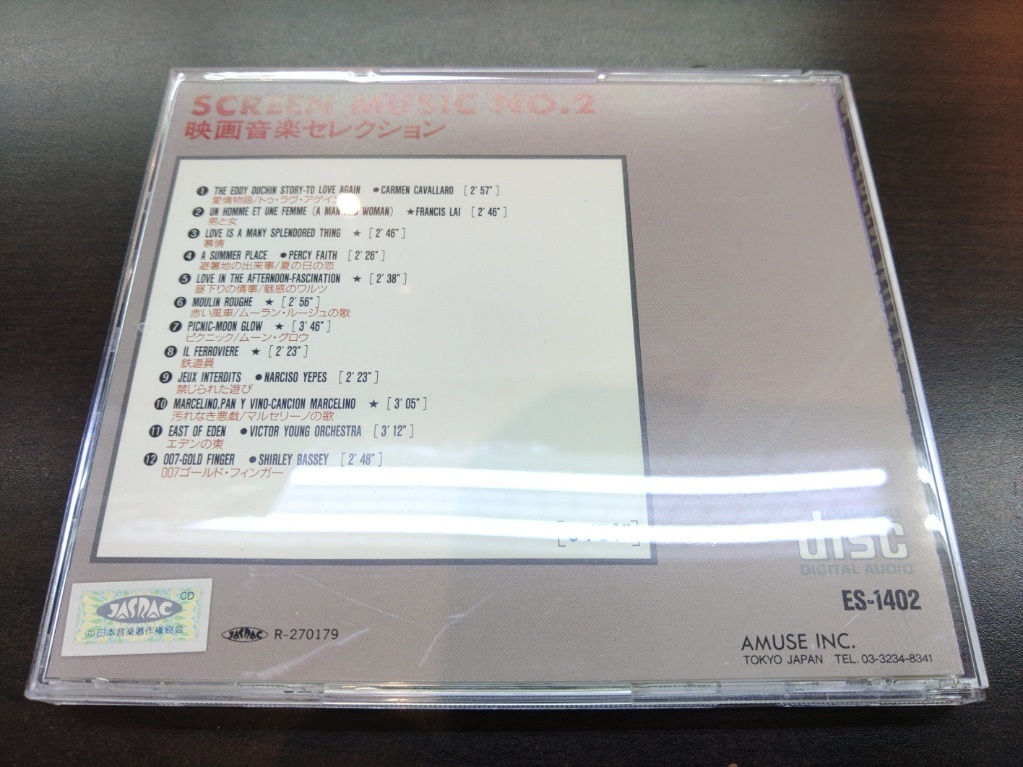 SCREEN MUSIC NO.2
映画音楽セレクション
❶ THE EDDY DUCHIN STORY-TO LOVE AGAIN ●CARMEN CAVALLARO [2'57"]
愛情物語/トゥ・ラヴ・アゲイン
❷ UN HOMME ET UNE FEMME (A MAN AND WOMAN) ★FRANCIS LAI [2'46"]
男と女
❸ LOVE IS A MANY SPLENDORED THING ★ [2'46"]
慕情
❹ A SUMMER PLACE ●PERCY FAITH [2'26"]
避暑地の出来事/夏の日の恋
❺ LOVE IN THE AFTERNOON-FASCINATION ★ [2'38"]
昼下りの情事/魅惑のワルツ
❻ MOULIN ROUGHE ★ [2'56"]
赤い風車/ムーラン・ルージュの歌
❼ PICNIC-MOON GLOW ★ [3'46"]
ピクニック/ムーン・グロウ
❽ IL FERROVIERE ★ [2'23"]
鉄道員
❾ JEUX INTERDITS ●NARCISO YEPES [2'23"]
禁じられた遊び
❿ MARCELINO,PAN Y VINO-CANCION MARCELINO ★ [3'05"]
汚れなき悪戯/マルセリーノの歌
⓫ EAST OF EDEN ●VICTOR YOUNG ORCHESTRA [3'12"]
エデンの東
⓬ 007-GOLD FINGER ●SHIRLEY BASSEY [2'48"]
007ゴールド・フィンガー
disc
DIGITAL AUDIO
ES-1402
CD
JASRAC
㈳日本音楽著作権協会
JASRAC R-270179
AMUSE INC.
TOKYO JAPAN TEL.03-3234-8341